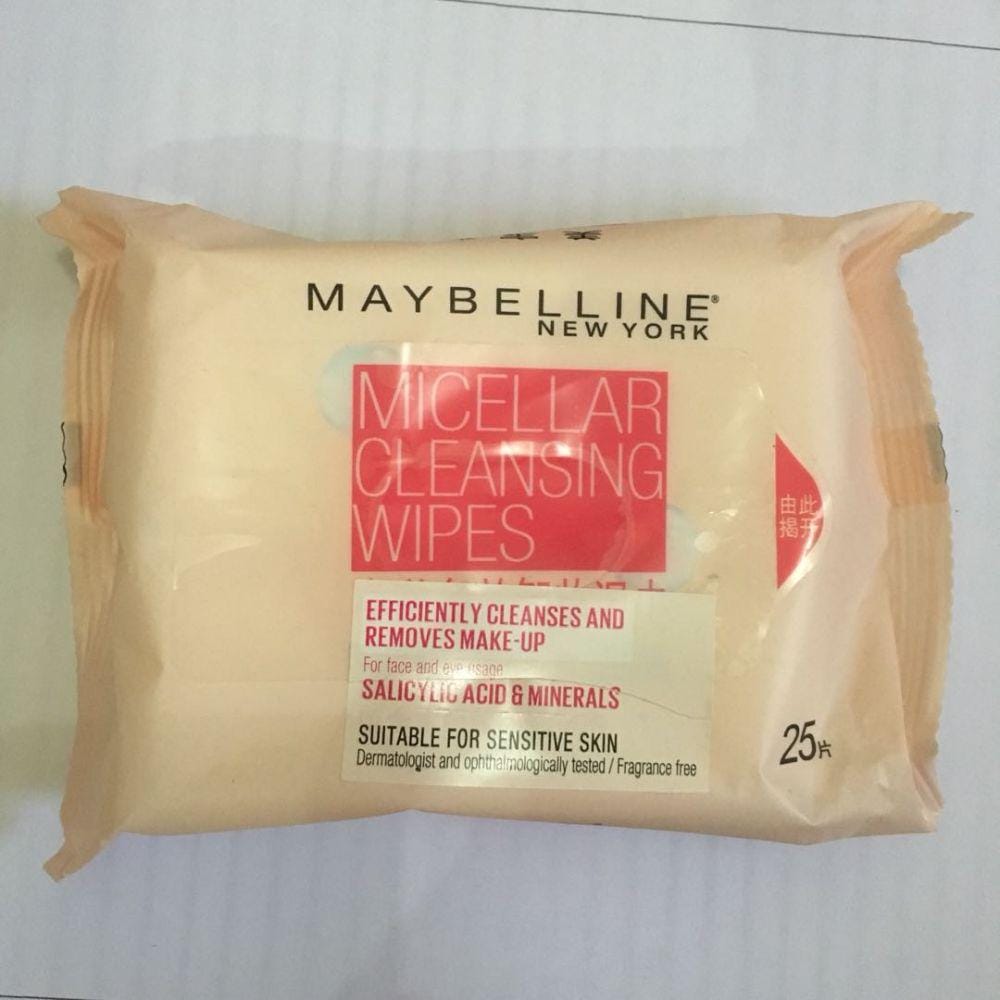 MAYBELLINE®
NEW YORK
MICELLAR
CLEANSING
WIPES
由此
揭开
EFFICIENTLY CLEANSES AND
REMOVES MAKE-UP
For face and eye usage
SALICYLIC ACID & MINERALS
SUITABLE FOR SENSITIVE SKIN
Dermatologist and ophthalmologically tested / Fragrance free
25片